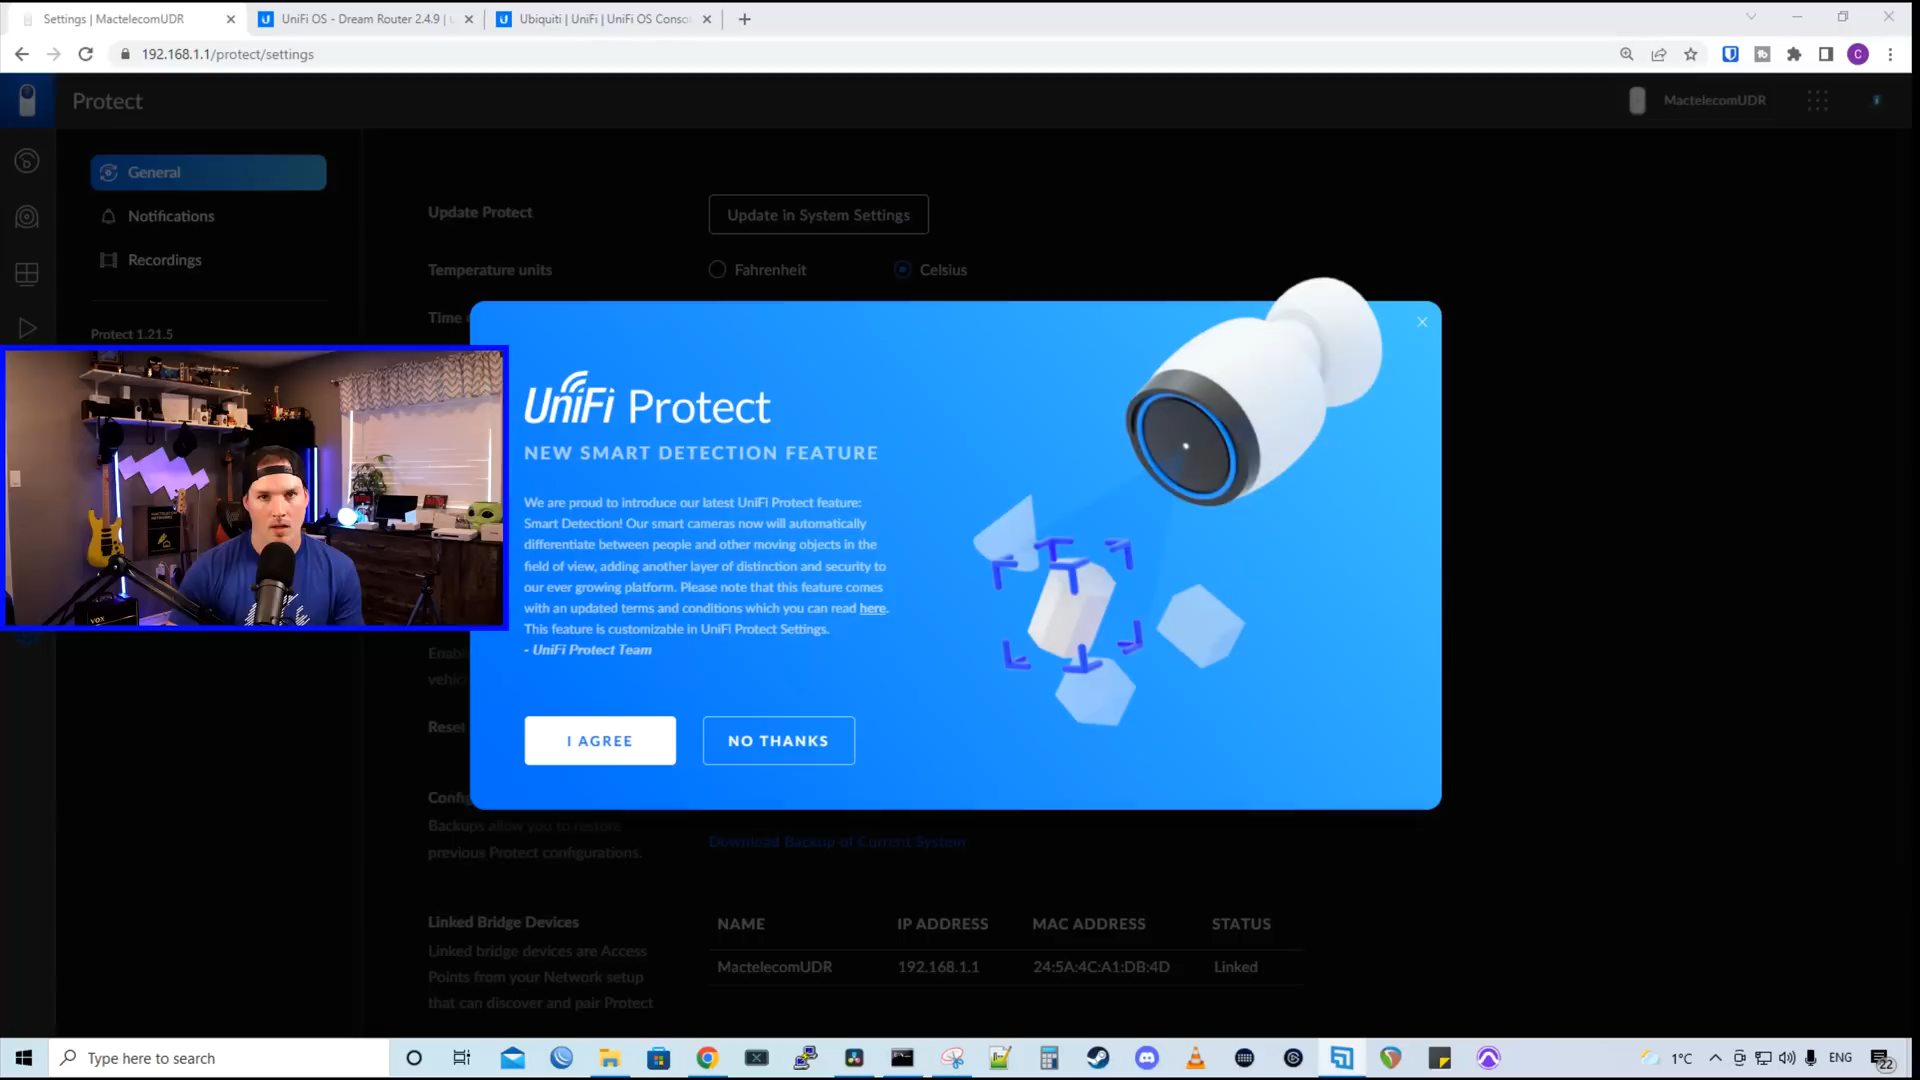 Settings | MactelecomUDR
UniFi OS - Dream Router 2.4.9 |
Ubiquiti | UniFi | UniFi OS Conso
192.168.1.1/protect/settings
C
Protect
MactelecomUDR
General
Notifications
Recordings
Protect 1.21.5
Update Protect
Update in System Settings
Temperature units
Fahrenheit
Celsius
Time
UniFi Protect
NEW SMART DETECTION FEATURE
We are proud to introduce our latest UniFi Protect feature:
Smart Detection! Our smart cameras now will automatically
differentiate between people and other moving objects in the
field of view, adding another layer of distinction and security to
our ever growing platform. Please note that this feature comes
with an updated terms and conditions which you can read here.
This feature is customizable in UniFi Protect Settings.
- UniFi Protect Team
I AGREE
NO THANKS
VOX
Enab
vehic
Reset
Config
Backups allow you to restore
previous Protect configurations.
Download Backup of Current System
Linked Bridge Devices
Linked bridge devices are Access
Points from your Network setup
that can discover and pair Protect
NAME
IP ADDRESS
MAC ADDRESS
STATUS
MactelecomUDR
192.168.1.1
24:5A:4C:A1:DB:4D
Linked
Type here to search
1°C
ENG
22